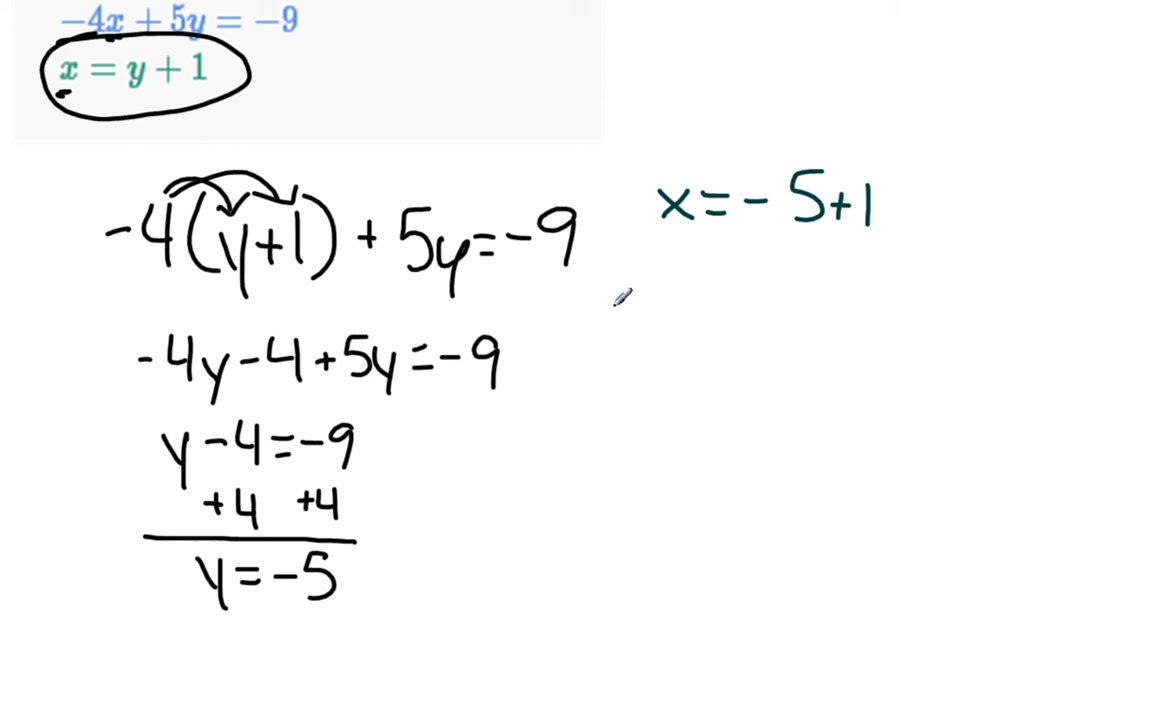 −4x + 5y = −9
x = y + 1
-4(y+1) + 5y = -9
-4y - 4 + 5y = -9
y - 4 = -9
+4 +4
y = -5
x = -5+1